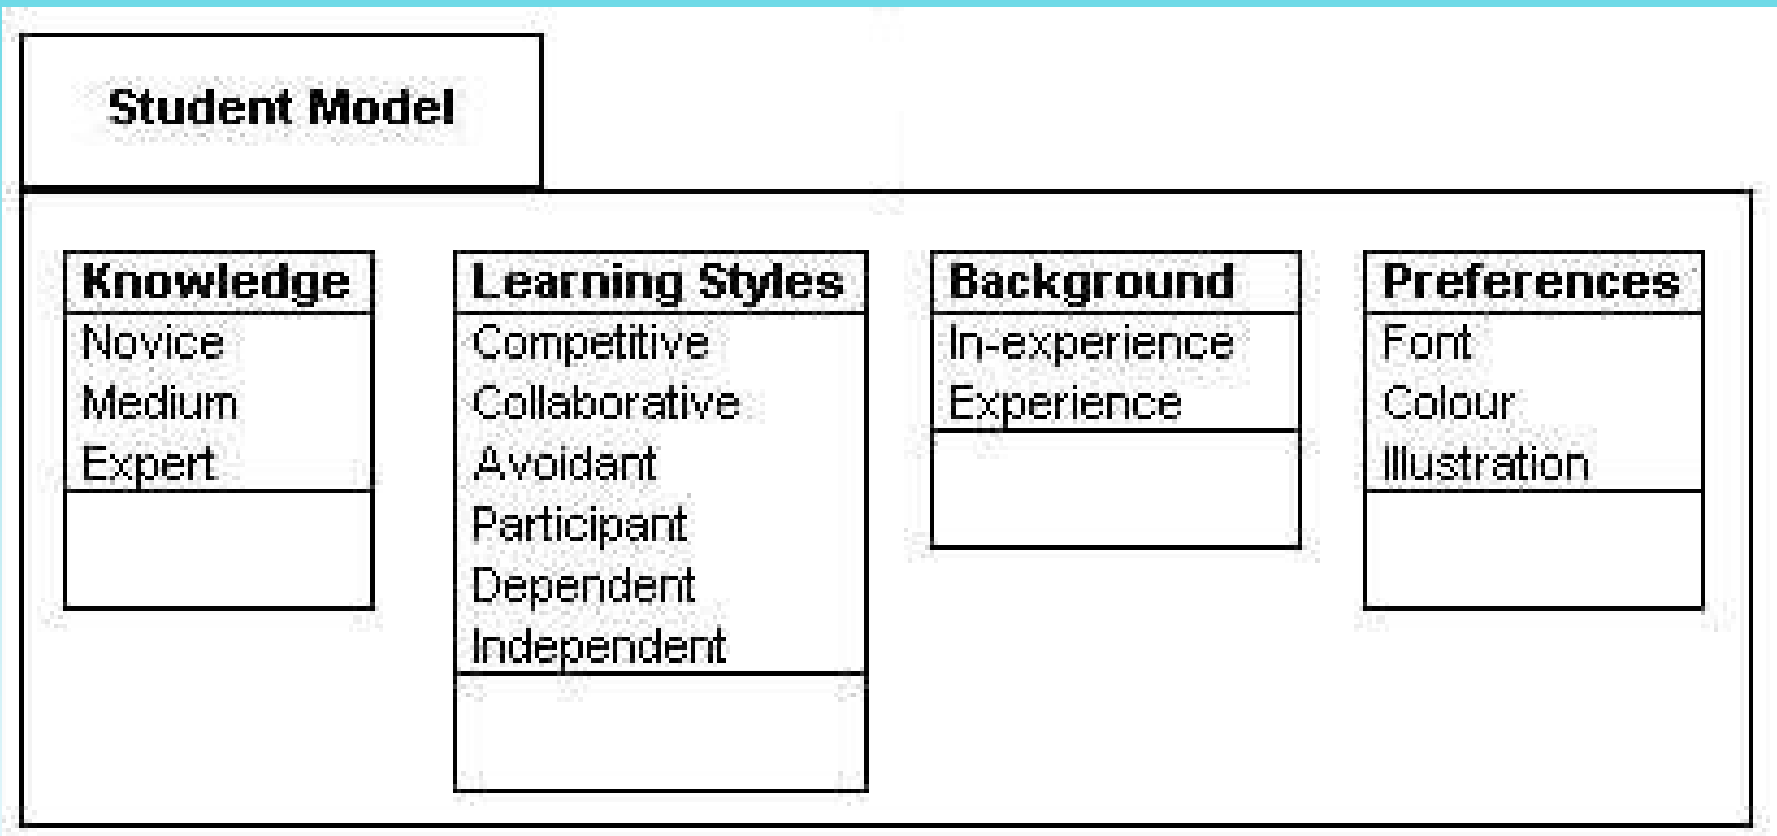 Student Model
Knowledge
Novice
Medium
Expert
Learning Styles
Competitive
Collaborative
Avoidant
Participant
Dependent
Independent
Background
In-experience
Experience
Preferences
Font
Colour
Illustration